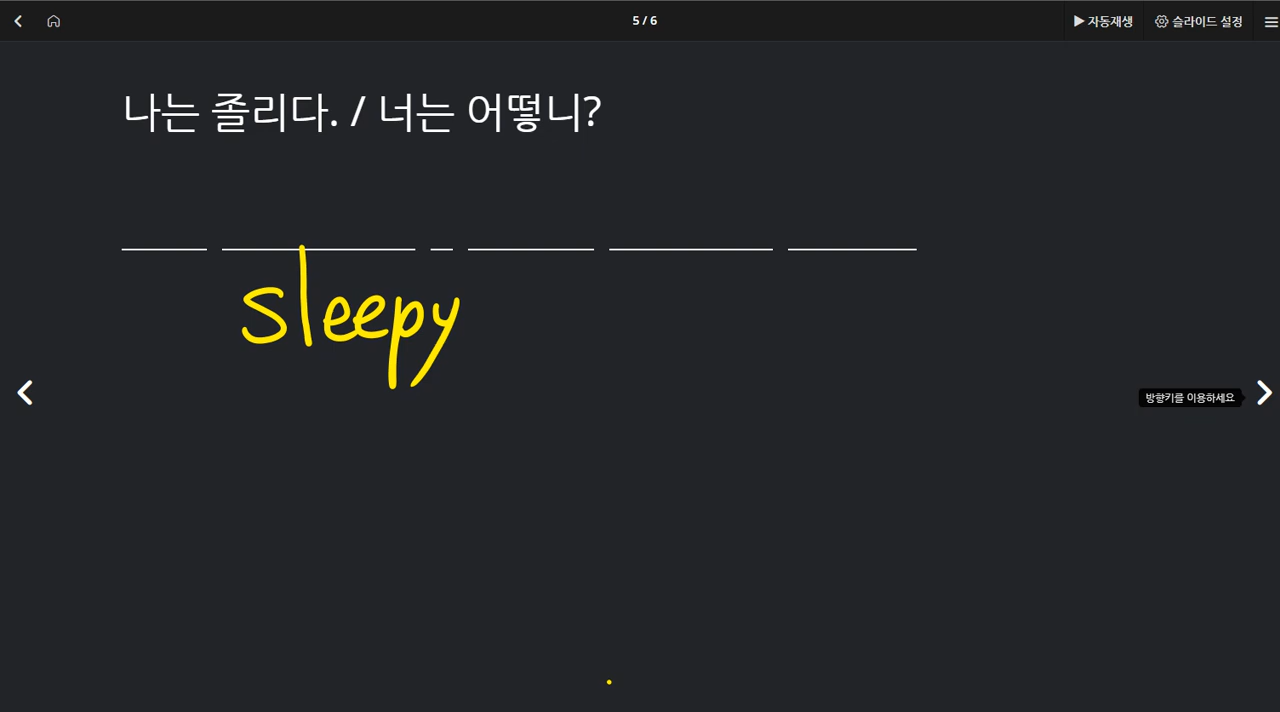 5 / 6
자동재생
슬라이드 설정
나는 졸리다. / 너는 어떻니?
sleepy
방향키를 이용하세요